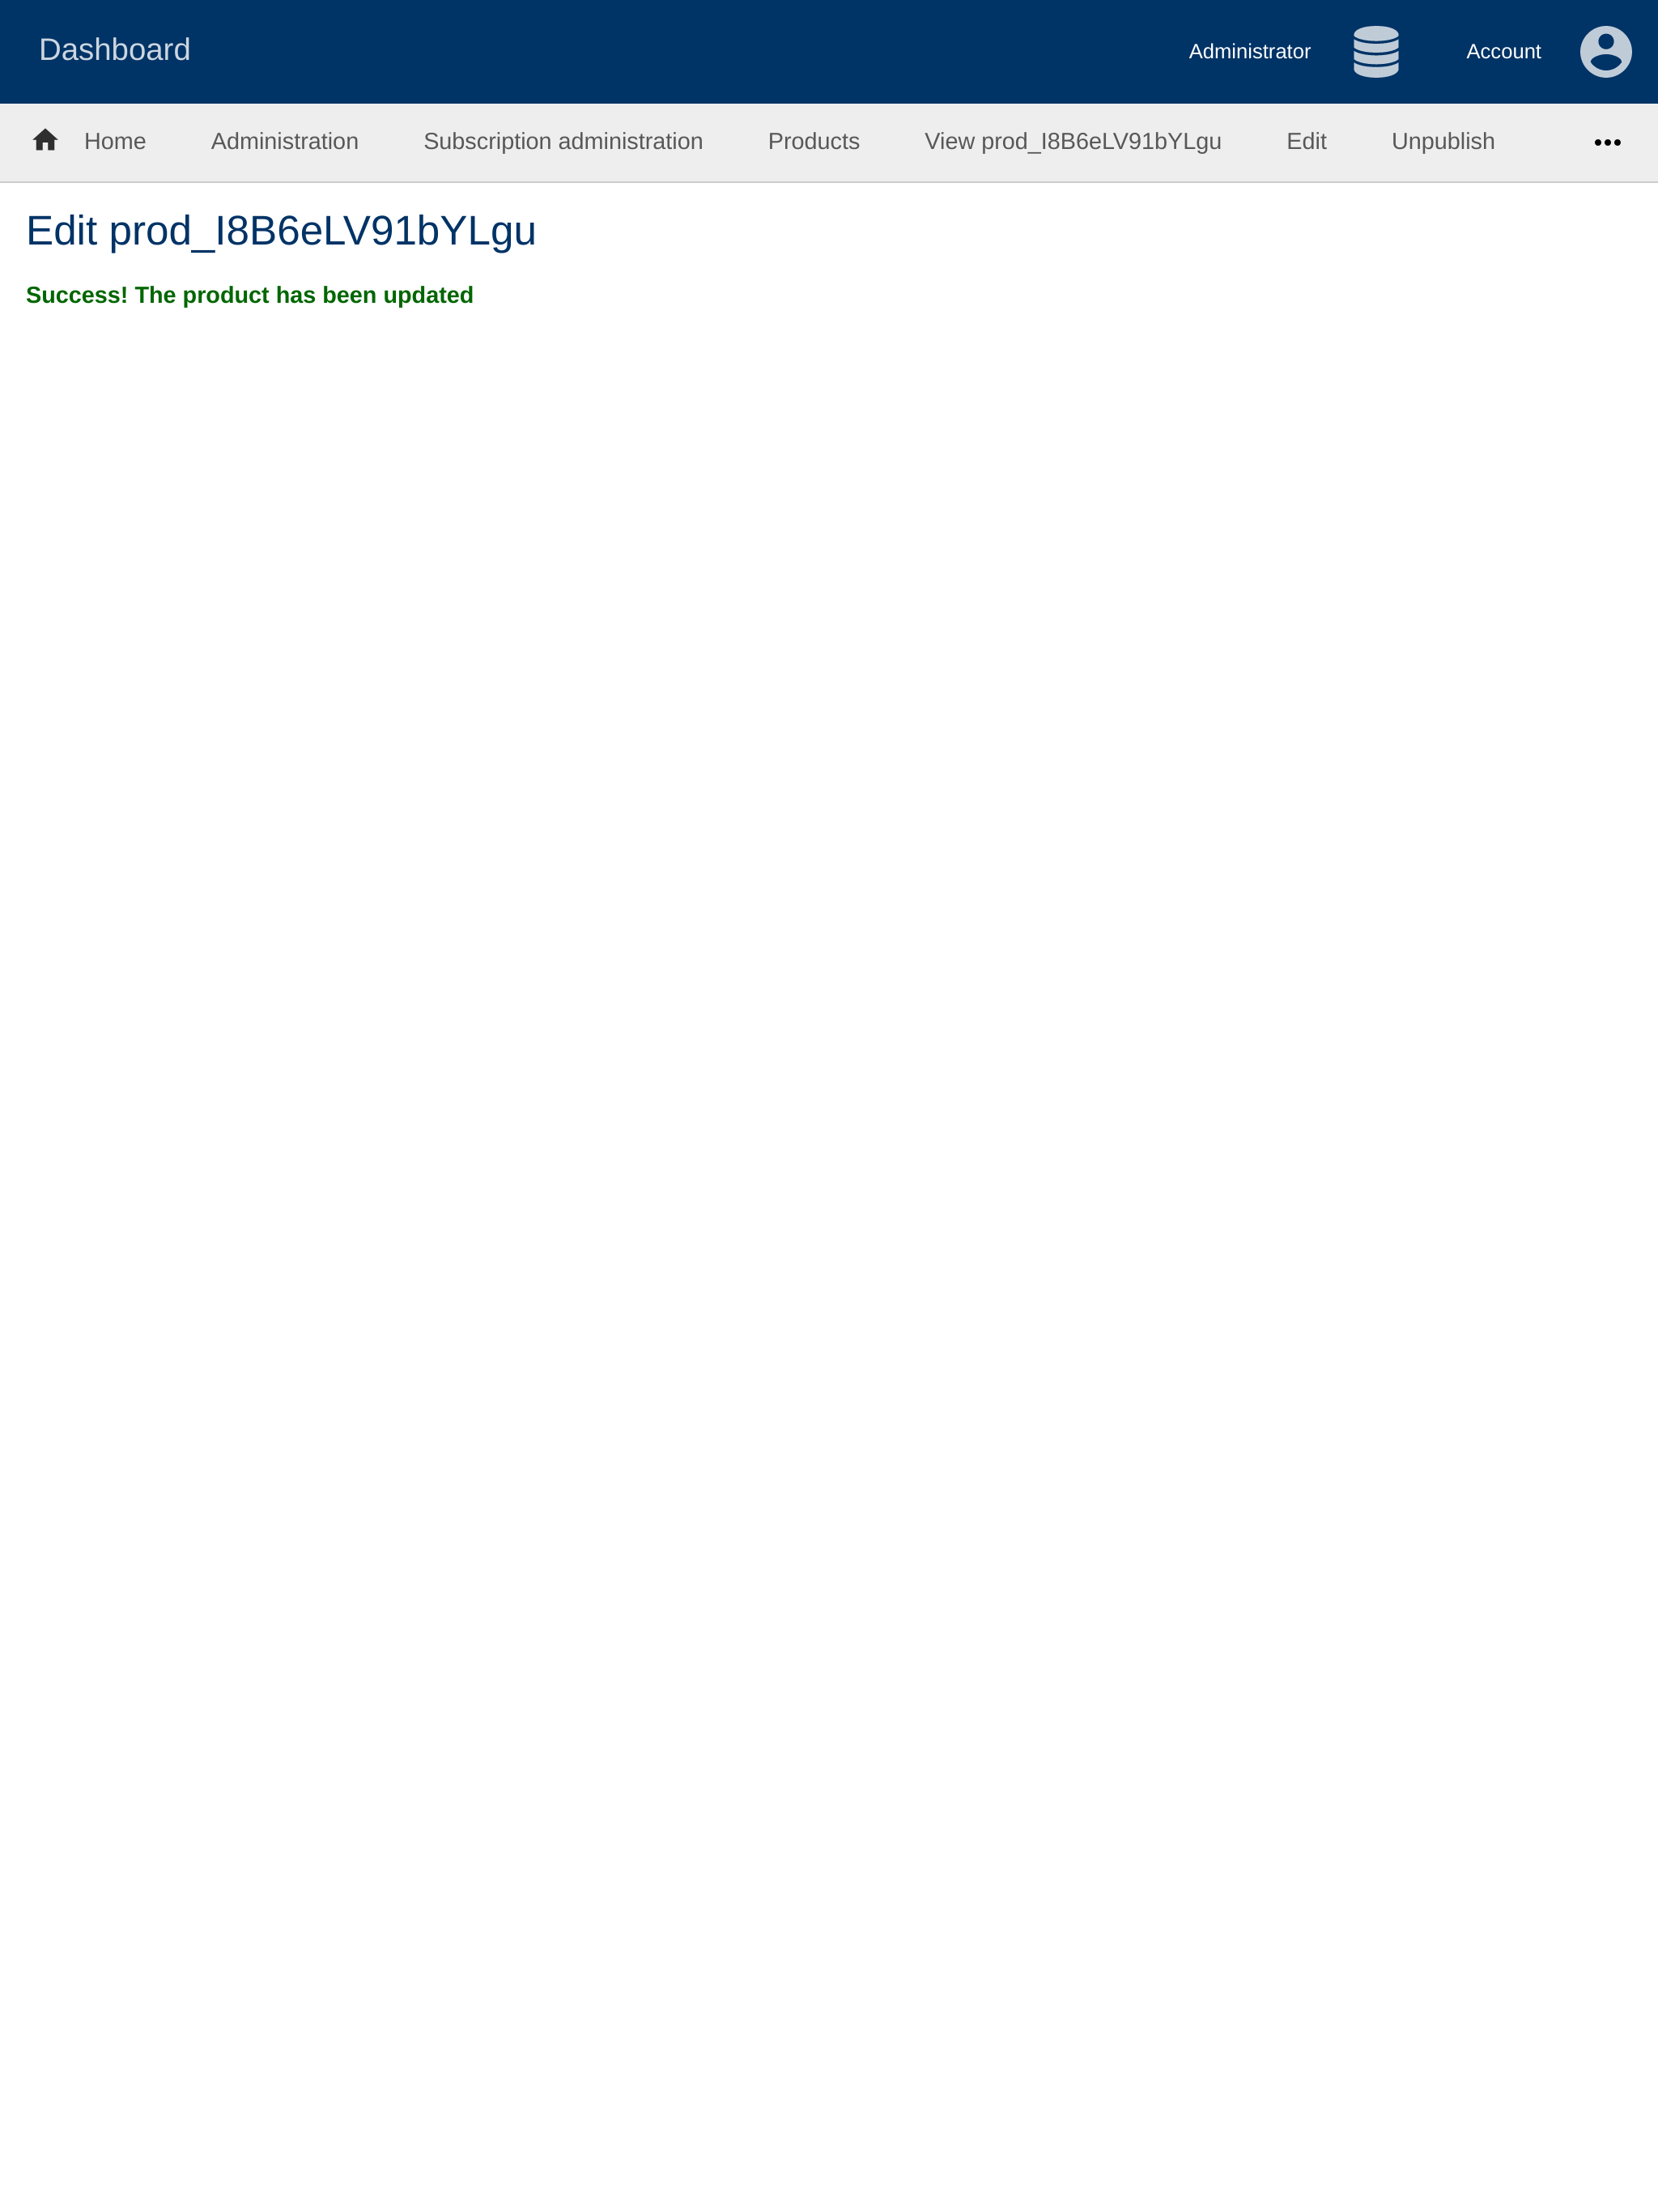 Dashboard
Administrator
Account
Home
Administration
Subscription administration
Products
View prod_I8B6eLV91bYLgu
Edit
Unpublish
Edit prod_I8B6eLV91bYLgu
Success! The product has been updated